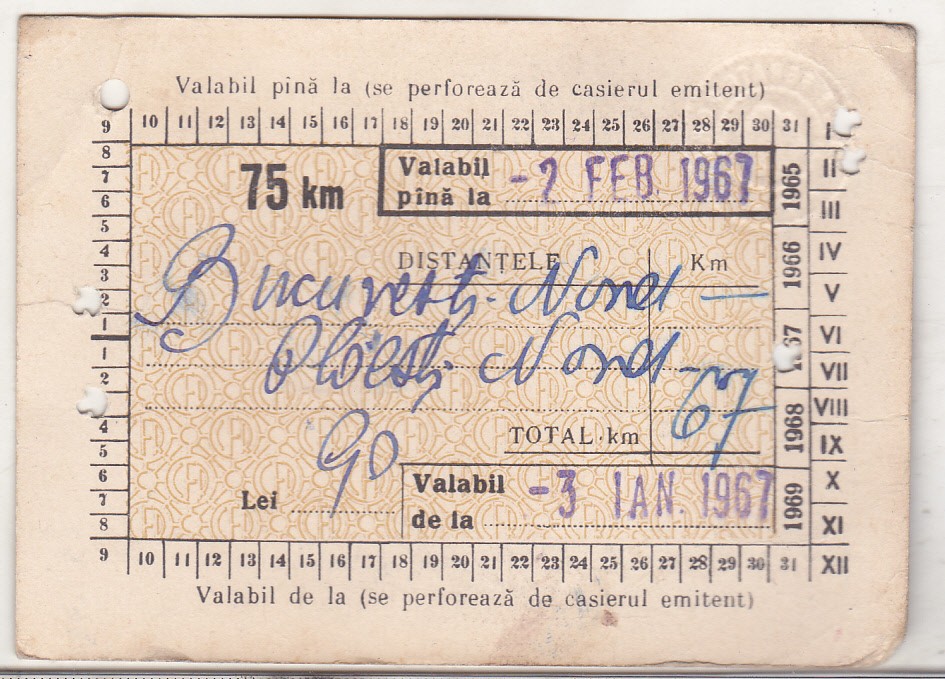 Valabil pînă la (se perforează de casierul emitent)
9 10 11 12 13 14 15 16 17 18 19 20 21 22 23 24 25 26 27 28 29 30 31 I
8 7 6 5 4 3 2 1
1 2 4 5 6 7 8
75 km
Valabil pînă la - 2 FEB. 1967
DISTANȚELE Km
București-Nord —
Ploești Nord
67
TOTAL km
90
Lei
Valabil de la - 3 IAN. 1967
1965 1966 67 1968 1969
II III IV V VI VII VIII IX X XI
9 10 11 12 13 14 15 16 17 18 19 20 21 22 23 24 25 26 27 28 29 30 31 XII
Valabil de la (se perforează de casierul emitent)